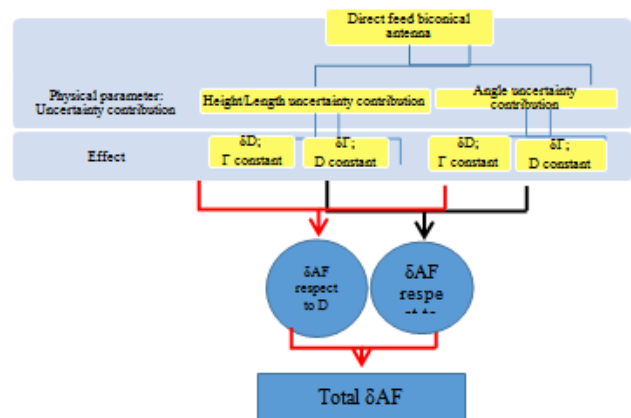 Direct feed biconical
antenna
Physical parameter:
Uncertainty contribution
Height/Length uncertainty contribution
Angle uncertainty
contribution
Effect
δD;
Γ constant
δΓ;
D constant
δD;
Γ constant
δΓ;
D constant
δAF
respect
to D
δAF
respe
Total δAF